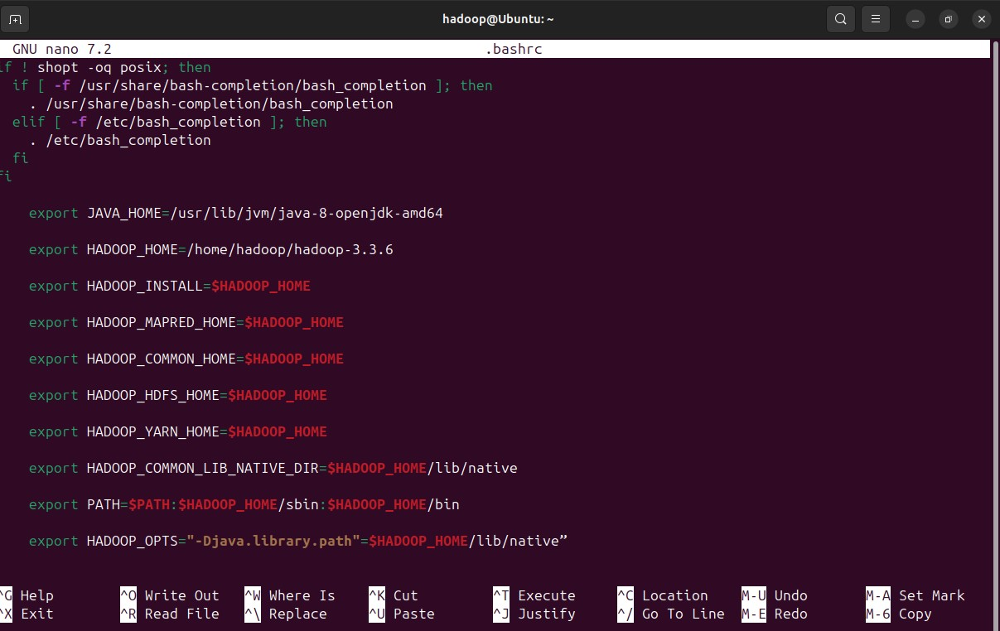 hadoop@Ubuntu: ~
GNU nano 7.2 .bashrc
if ! shopt -oq posix; then
if [ -f /usr/share/bash-completion/bash_completion ]; then
. /usr/share/bash-completion/bash_completion
elif [ -f /etc/bash_completion ]; then
. /etc/bash_completion
fi
fi
export JAVA_HOME=/usr/lib/jvm/java-8-openjdk-amd64
export HADOOP_HOME=/home/hadoop/hadoop-3.3.6
export HADOOP_INSTALL=$HADOOP_HOME
export HADOOP_MAPRED_HOME=$HADOOP_HOME
export HADOOP_COMMON_HOME=$HADOOP_HOME
export HADOOP_HDFS_HOME=$HADOOP_HOME
export HADOOP_YARN_HOME=$HADOOP_HOME
export HADOOP_COMMON_LIB_NATIVE_DIR=$HADOOP_HOME/lib/native
export PATH=$PATH:$HADOOP_HOME/sbin:$HADOOP_HOME/bin
export HADOOP_OPTS="-Djava.library.path"=$HADOOP_HOME/lib/native”
^G Help ^O Write Out ^W Where Is ^K Cut ^T Execute ^C Location M-U Undo M-A Set Mark
^X Exit ^R Read File ^\ Replace ^U Paste ^J Justify ^/ Go To Line M-E Redo M-6 Copy